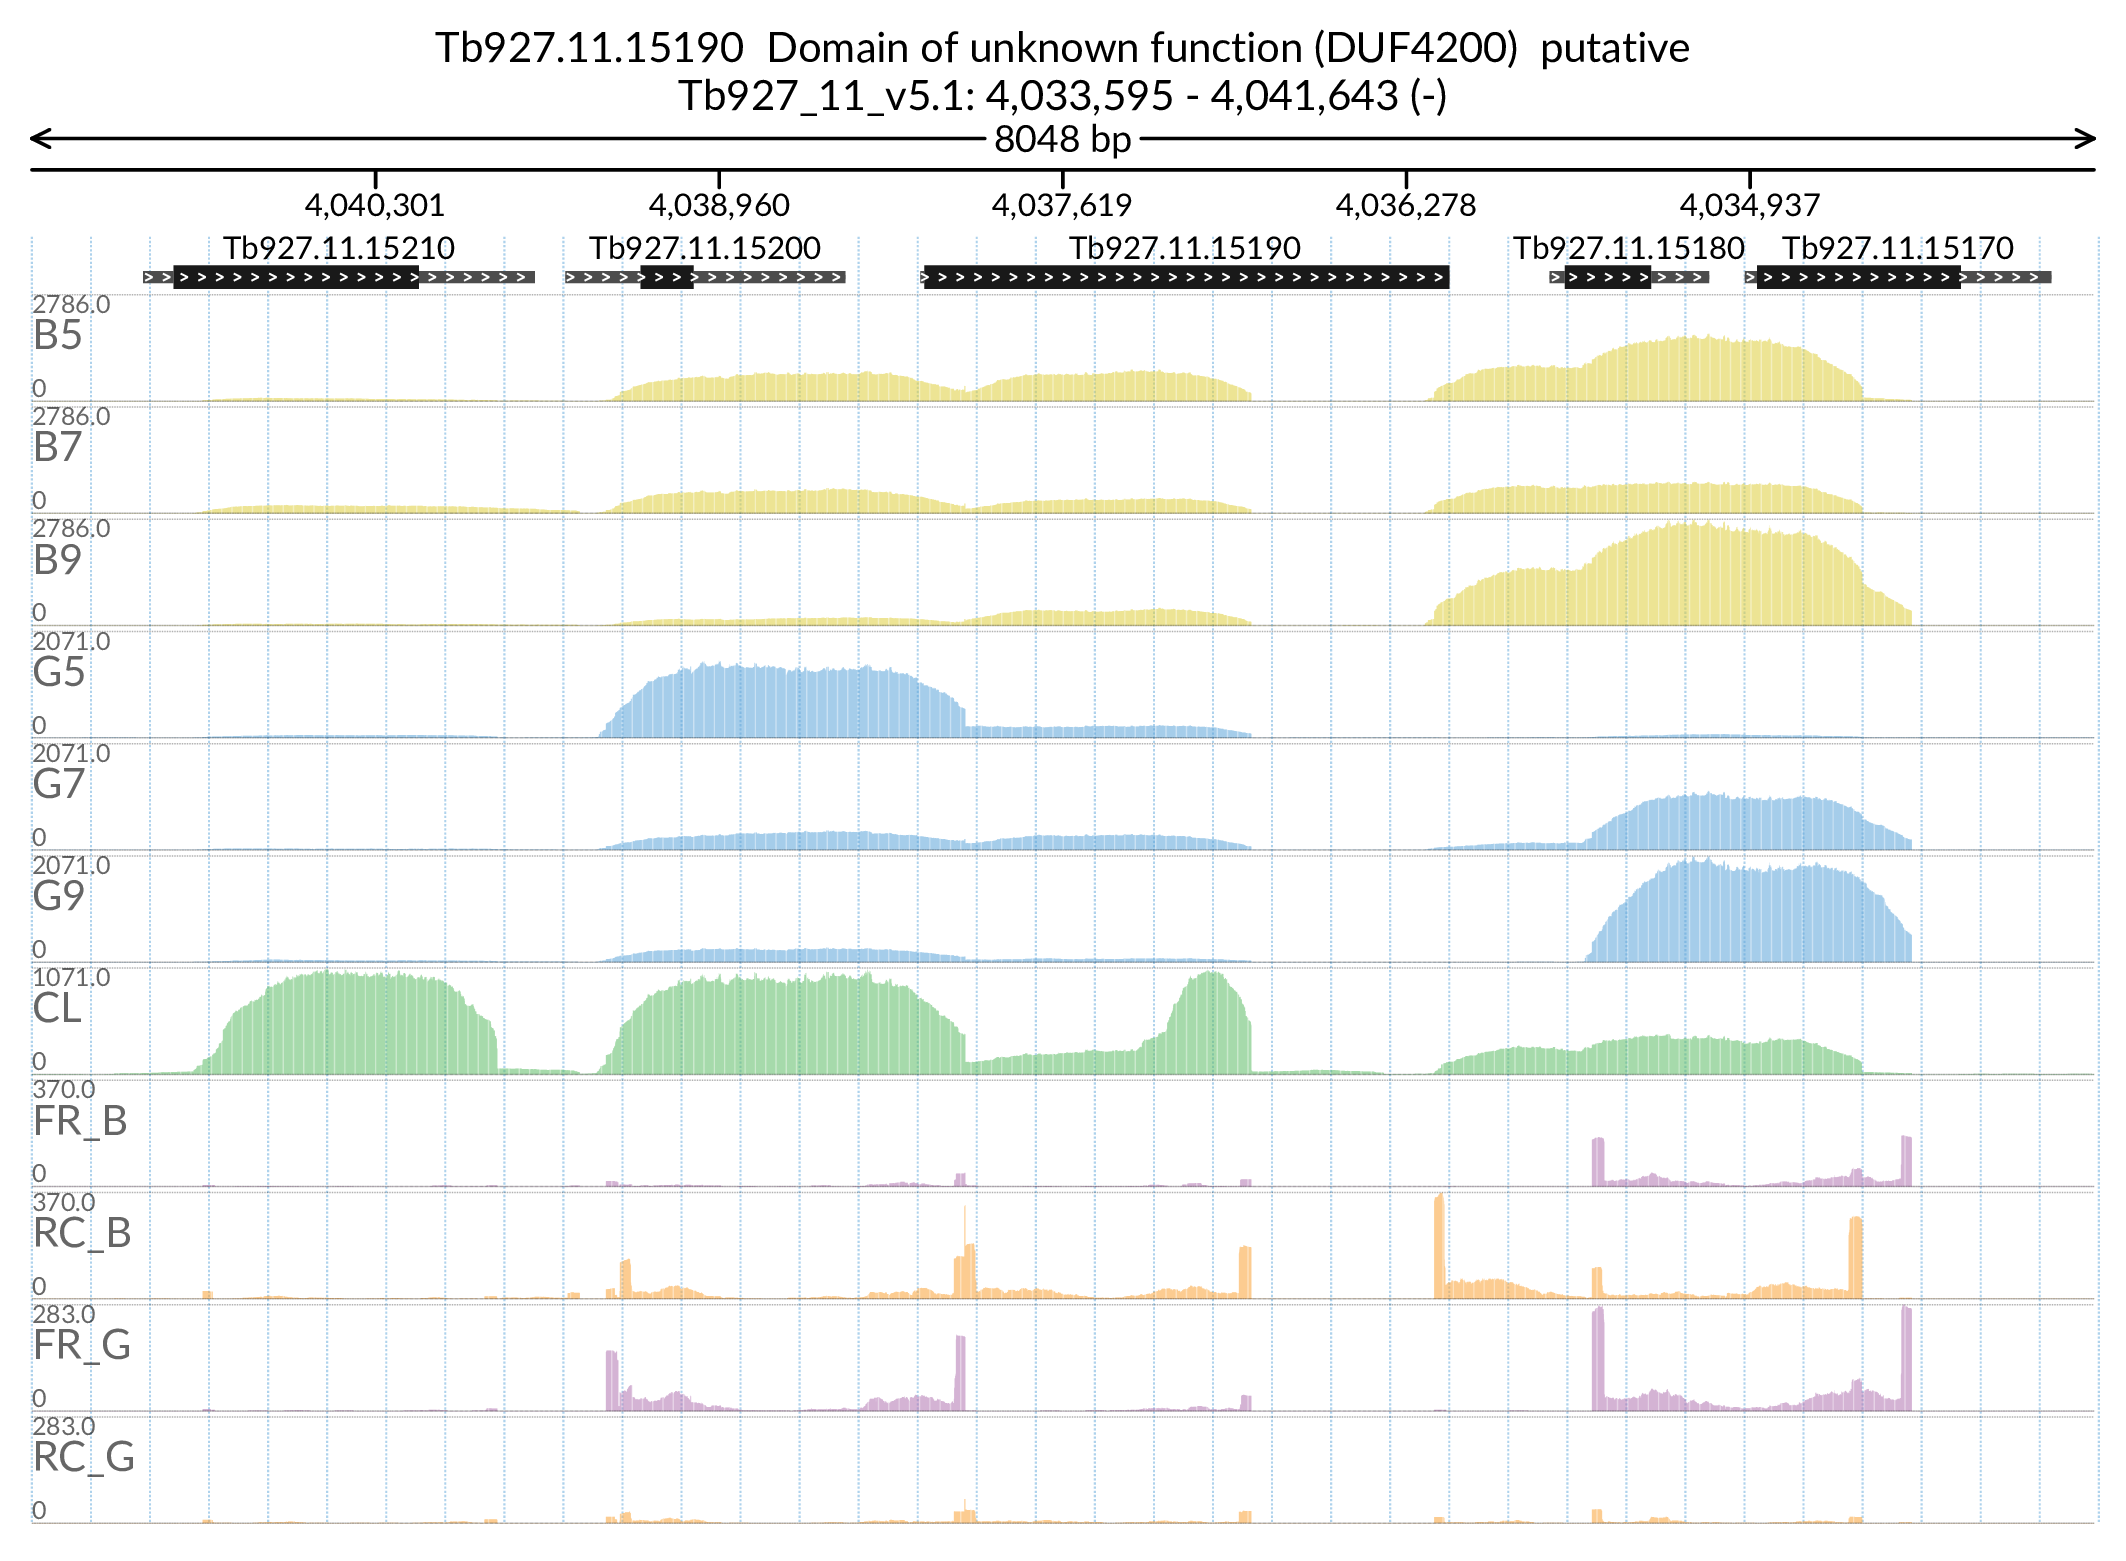 Tb927.11.15190  Domain of unknown function (DUF4200)  putative
Tb927_11_v5.1: 4,033,595 - 4,041,643 (-)
8048 bp
4,040,301 4,038,960 4,037,619 4,036,278 4,034,937
Tb927.11.15210 Tb927.11.15200 Tb927.11.15190 Tb927.11.15180 Tb927.11.15170
2786.0
B5
0
2786.0
B7
0
2786.0
B9
0
2071.0
G5
0
2071.0
G7
0
2071.0
G9
0
1071.0
CL
0
370.0
FR_B
0
370.0
RC_B
0
283.0
FR_G
0
283.0
RC_G
0